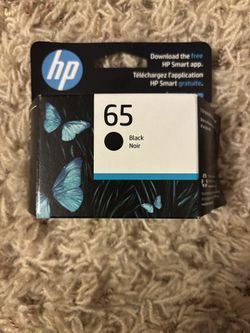 hp
Download the free
HP Smart app.
Téléchargez l'application
HP Smart gratuite.
65
Black
Noir